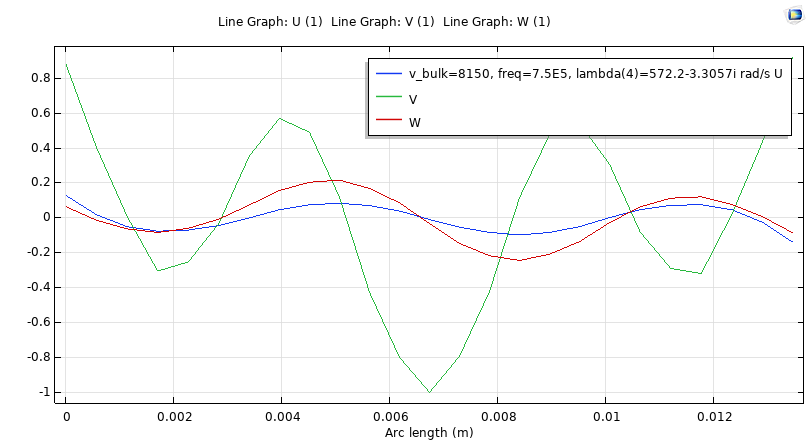 Line Graph: U (1) Line Graph: V (1) Line Graph: W (1)
v_bulk=8150, freq=7.5E5, lambda(4)=572.2-3.3057i rad/s U
V
W
0.8
0.6
0.4
0.2
0
-0.2
-0.4
-0.6
-0.8
-1
0 0.002 0.004 0.006 0.008 0.01 0.012
Arc length (m)